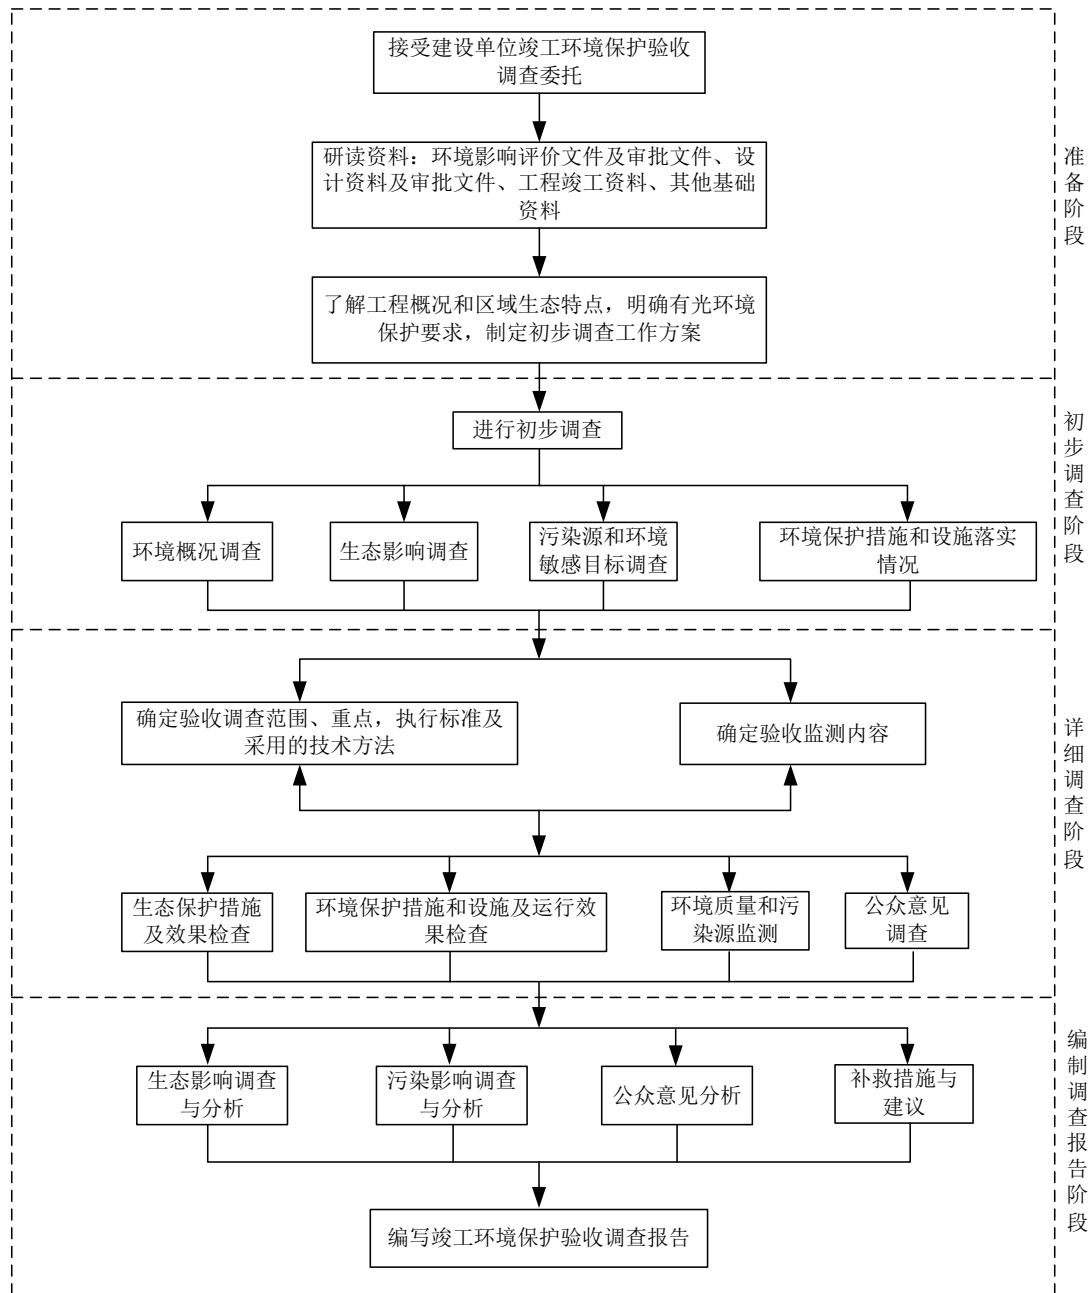 接受建设单位竣工环境保护验收
调查委托
研读资料：环境影响评价文件及审批文件、设
计资料及审批文件、工程竣工资料、其他基础
资料
了解工程概况和区域生态特点，明确有光环境
保护要求，制定初步调查工作方案
准备阶段
进行初步调查
环境概况调查
生态影响调查
污染源和环境
敏感目标调查
环境保护措施和设施落实
情况
初步调查阶段
确定验收调查范围、重点，执行标准及
采用的技术方法
确定验收监测内容
生态保护措施
及效果检查
环境保护措施和设施及运行效
果检查
环境质量和污
染源监测
公众意见
调查
详细调查阶段
生态影响调查
与分析
污染影响调查
与分析
公众意见分析
补救措施与
建议
编写竣工环境保护验收调查报告
编制调查报告阶段